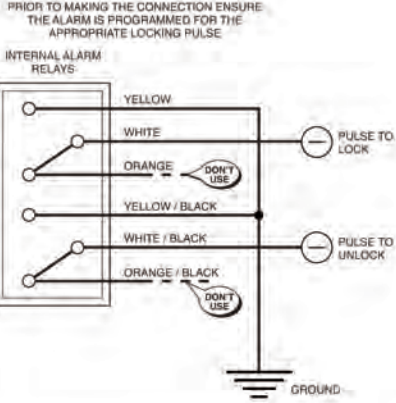 PRIOR TO MAKING THE CONNECTION ENSURE
THE ALARM IS PROGRAMMED FOR THE
APPROPRIATE LOCKING PULSE
INTERNAL ALARM
RELAYS
YELLOW
WHITE
PULSE TO
LOCK
ORANGE
DON'T
USE
YELLOW / BLACK
WHITE / BLACK
PULSE TO
UNLOCK
ORANGE / BLACK
DON'T
USE
GROUND